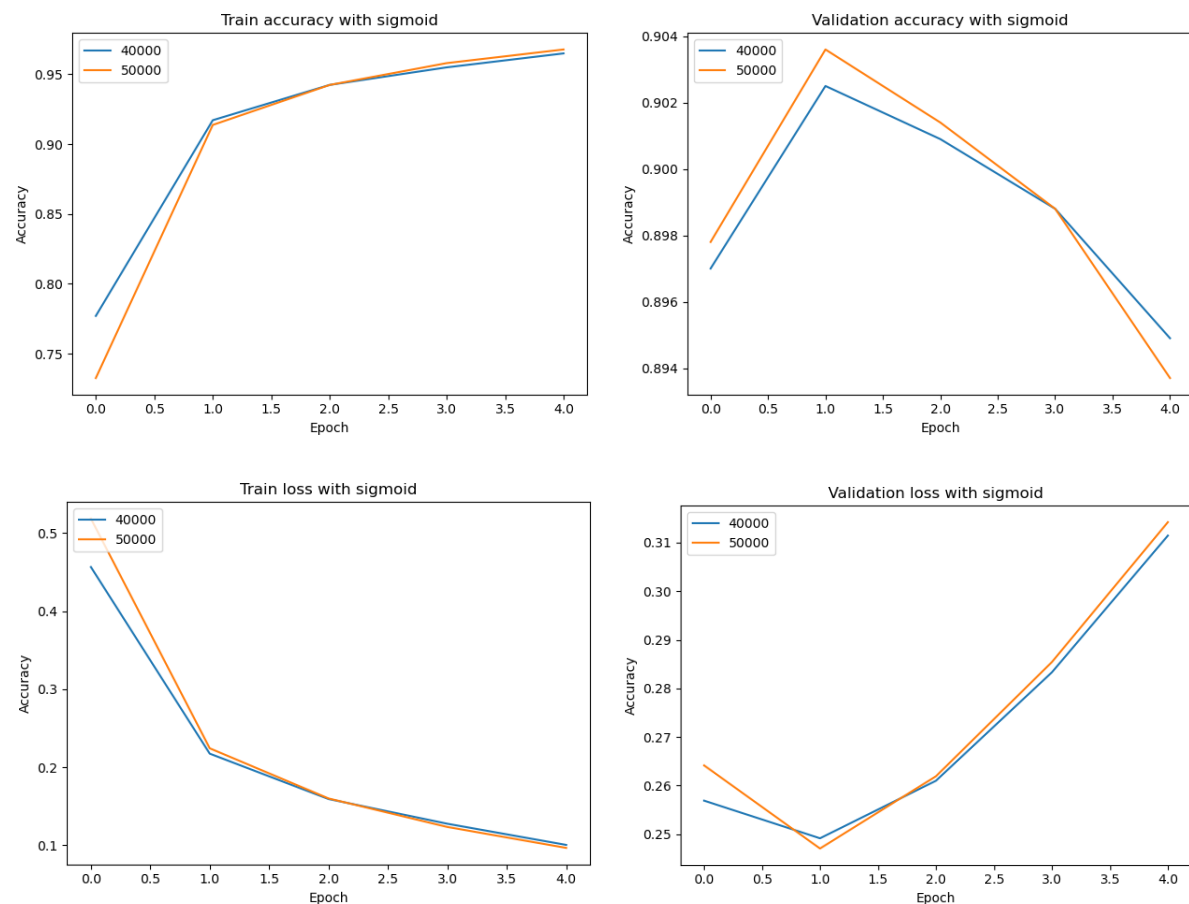 Train accuracy with sigmoid
40000
50000
0.95
0.90
0.85
0.80
0.75
Accuracy
0.0 0.5 1.0 1.5 2.0 2.5 3.0 3.5 4.0
Epoch
Validation accuracy with sigmoid
40000
50000
0.904
0.902
0.900
0.898
0.896
0.894
Accuracy
0.0 0.5 1.0 1.5 2.0 2.5 3.0 3.5 4.0
Epoch
Train loss with sigmoid
40000
50000
0.5
0.4
0.3
0.2
0.1
Accuracy
0.0 0.5 1.0 1.5 2.0 2.5 3.0 3.5 4.0
Epoch
Validation loss with sigmoid
40000
50000
0.31
0.30
0.29
0.28
0.27
0.26
0.25
Accuracy
0.0 0.5 1.0 1.5 2.0 2.5 3.0 3.5 4.0
Epoch